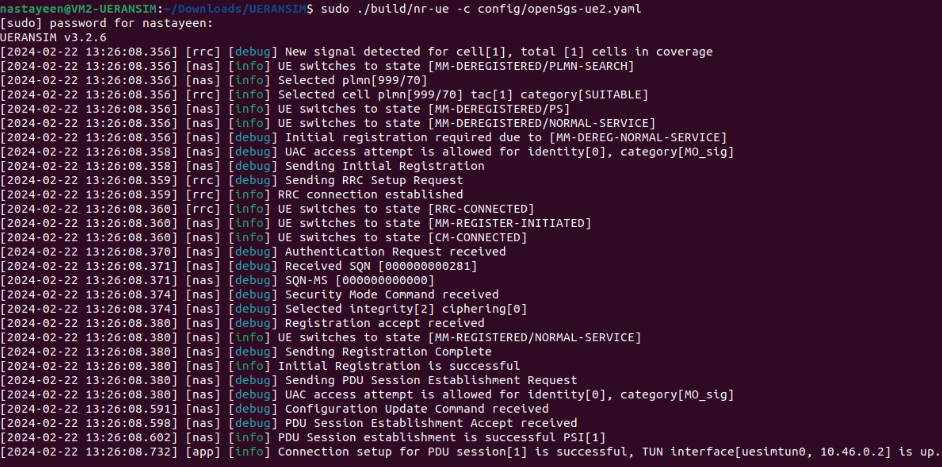 nastayeen@VM2-UERANSIM:~/Downloads/UERANSIM$ sudo ./build/nr-ue -c config/open5gs-ue2.yaml
[sudo] password for nastayeen:
UERANSIM v3.2.6
[2024-02-22 13:26:08.356] [rrc] [debug] New signal detected for cell[1], total [1] cells in coverage
[2024-02-22 13:26:08.356] [nas] [info] UE switches to state [MM-DEREGISTERED/PLMN-SEARCH]
[2024-02-22 13:26:08.356] [nas] [info] Selected plmn[999/70]
[2024-02-22 13:26:08.356] [rrc] [info] Selected cell plmn[999/70] tac[1] category[SUITABLE]
[2024-02-22 13:26:08.356] [nas] [info] UE switches to state [MM-DEREGISTERED/PS]
[2024-02-22 13:26:08.356] [nas] [info] UE switches to state [MM-DEREGISTERED/NORMAL-SERVICE]
[2024-02-22 13:26:08.356] [nas] [debug] Initial registration required due to [MM-DEREG-NORMAL-SERVICE]
[2024-02-22 13:26:08.358] [nas] [debug] UAC access attempt is allowed for identity[0], category[MO_sig]
[2024-02-22 13:26:08.358] [nas] [debug] Sending Initial Registration
[2024-02-22 13:26:08.359] [rrc] [debug] Sending RRC Setup Request
[2024-02-22 13:26:08.359] [rrc] [info] RRC connection established
[2024-02-22 13:26:08.360] [rrc] [info] UE switches to state [RRC-CONNECTED]
[2024-02-22 13:26:08.360] [nas] [info] UE switches to state [MM-REGISTER-INITIATED]
[2024-02-22 13:26:08.360] [nas] [info] UE switches to state [CM-CONNECTED]
[2024-02-22 13:26:08.370] [nas] [debug] Authentication Request received
[2024-02-22 13:26:08.371] [nas] [debug] Received SQN [000000000281]
[2024-02-22 13:26:08.371] [nas] [debug] SQN-MS [000000000000]
[2024-02-22 13:26:08.374] [nas] [debug] Security Mode Command received
[2024-02-22 13:26:08.374] [nas] [debug] Selected integrity[2] ciphering[0]
[2024-02-22 13:26:08.380] [nas] [debug] Registration accept received
[2024-02-22 13:26:08.380] [nas] [info] UE switches to state [MM-REGISTERED/NORMAL-SERVICE]
[2024-02-22 13:26:08.380] [nas] [debug] Sending Registration Complete
[2024-02-22 13:26:08.380] [nas] [info] Initial Registration is successful
[2024-02-22 13:26:08.380] [nas] [debug] Sending PDU Session Establishment Request
[2024-02-22 13:26:08.380] [nas] [debug] UAC access attempt is allowed for identity[0], category[MO_sig]
[2024-02-22 13:26:08.591] [nas] [debug] Configuration Update Command received
[2024-02-22 13:26:08.598] [nas] [debug] PDU Session Establishment Accept received
[2024-02-22 13:26:08.602] [nas] [info] PDU Session establishment is successful PSI[1]
[2024-02-22 13:26:08.732] [app] [info] Connection setup for PDU session[1] is successful, TUN interface[uesimtun0, 10.46.0.2] is up.